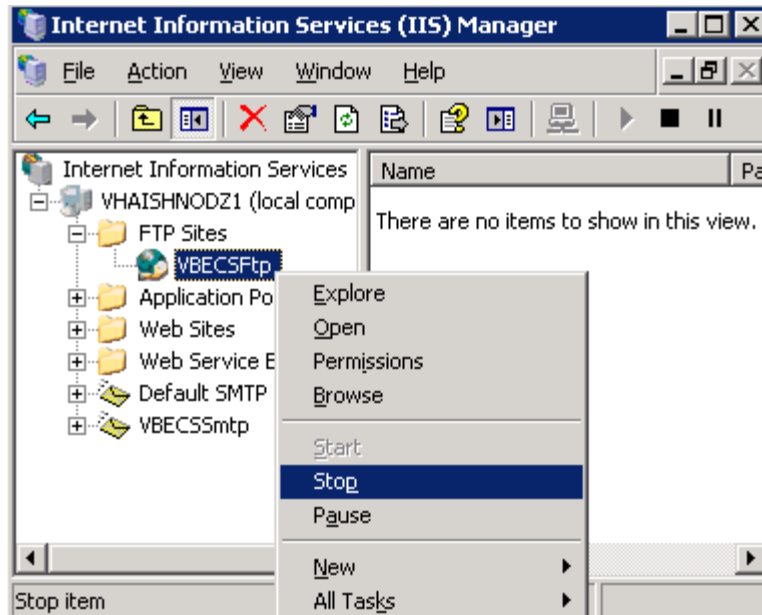 Internet Information Services (IIS) Manager
File Action View Window Help
Internet Information Services
Name
Pa
VHAISHNODZ1 (local comp
There are no items to show in this view.
FTP Sites
VBECSFtp
Application Po
Web Sites
Web Service E
Default SMTP
VBECSSmtp
Explore
Open
Permissions
Browse
Start
Stop
Pause
New
All Tasks
Stop item